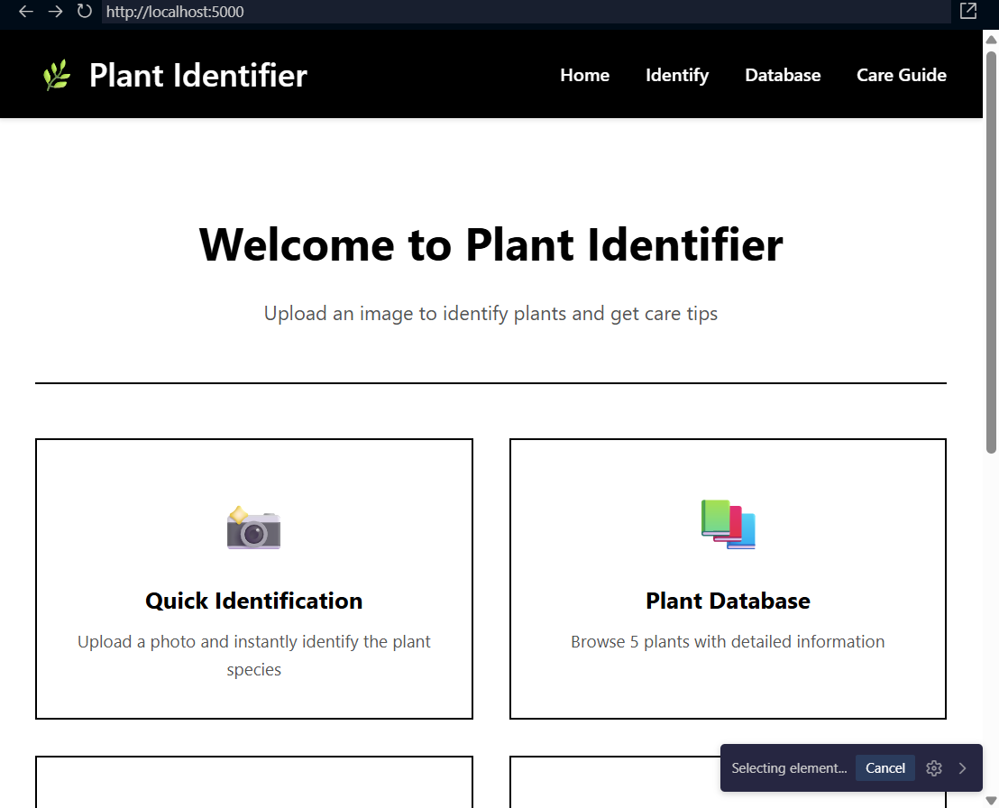 http://localhost:5000
Plant Identifier
Home Identify Database Care Guide
Welcome to Plant Identifier
Upload an image to identify plants and get care tips
Quick Identification
Upload a photo and instantly identify the plant
species
Plant Database
Browse 5 plants with detailed information
Selecting element... Cancel